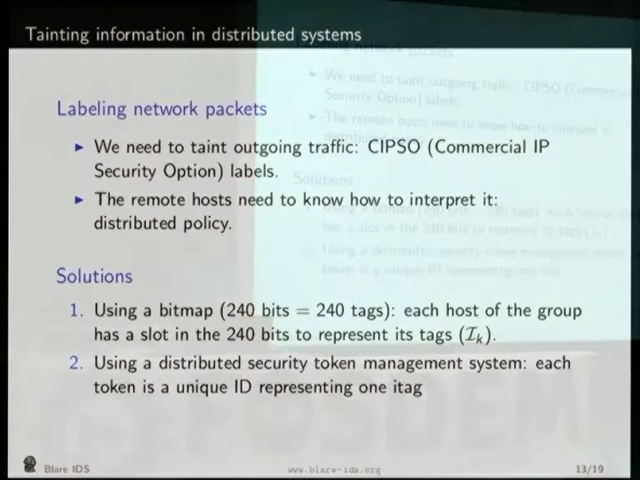 Tainting information in distributed systems
Labeling network packets
▶ We need to taint outgoing traffic: CIPSO (Commercial IP
Security Option) labels.
▶ The remote hosts need to know how to interpret it:
distributed policy.
Solutions
1. Using a bitmap (240 bits = 240 tags): each host of the group
has a slot in the 240 bits to represent its tags (ℐₖ).
2. Using a distributed security token management system: each
token is a unique ID representing one itag
FOSDEM
Blare IDS
www.blare-ids.org
13/19